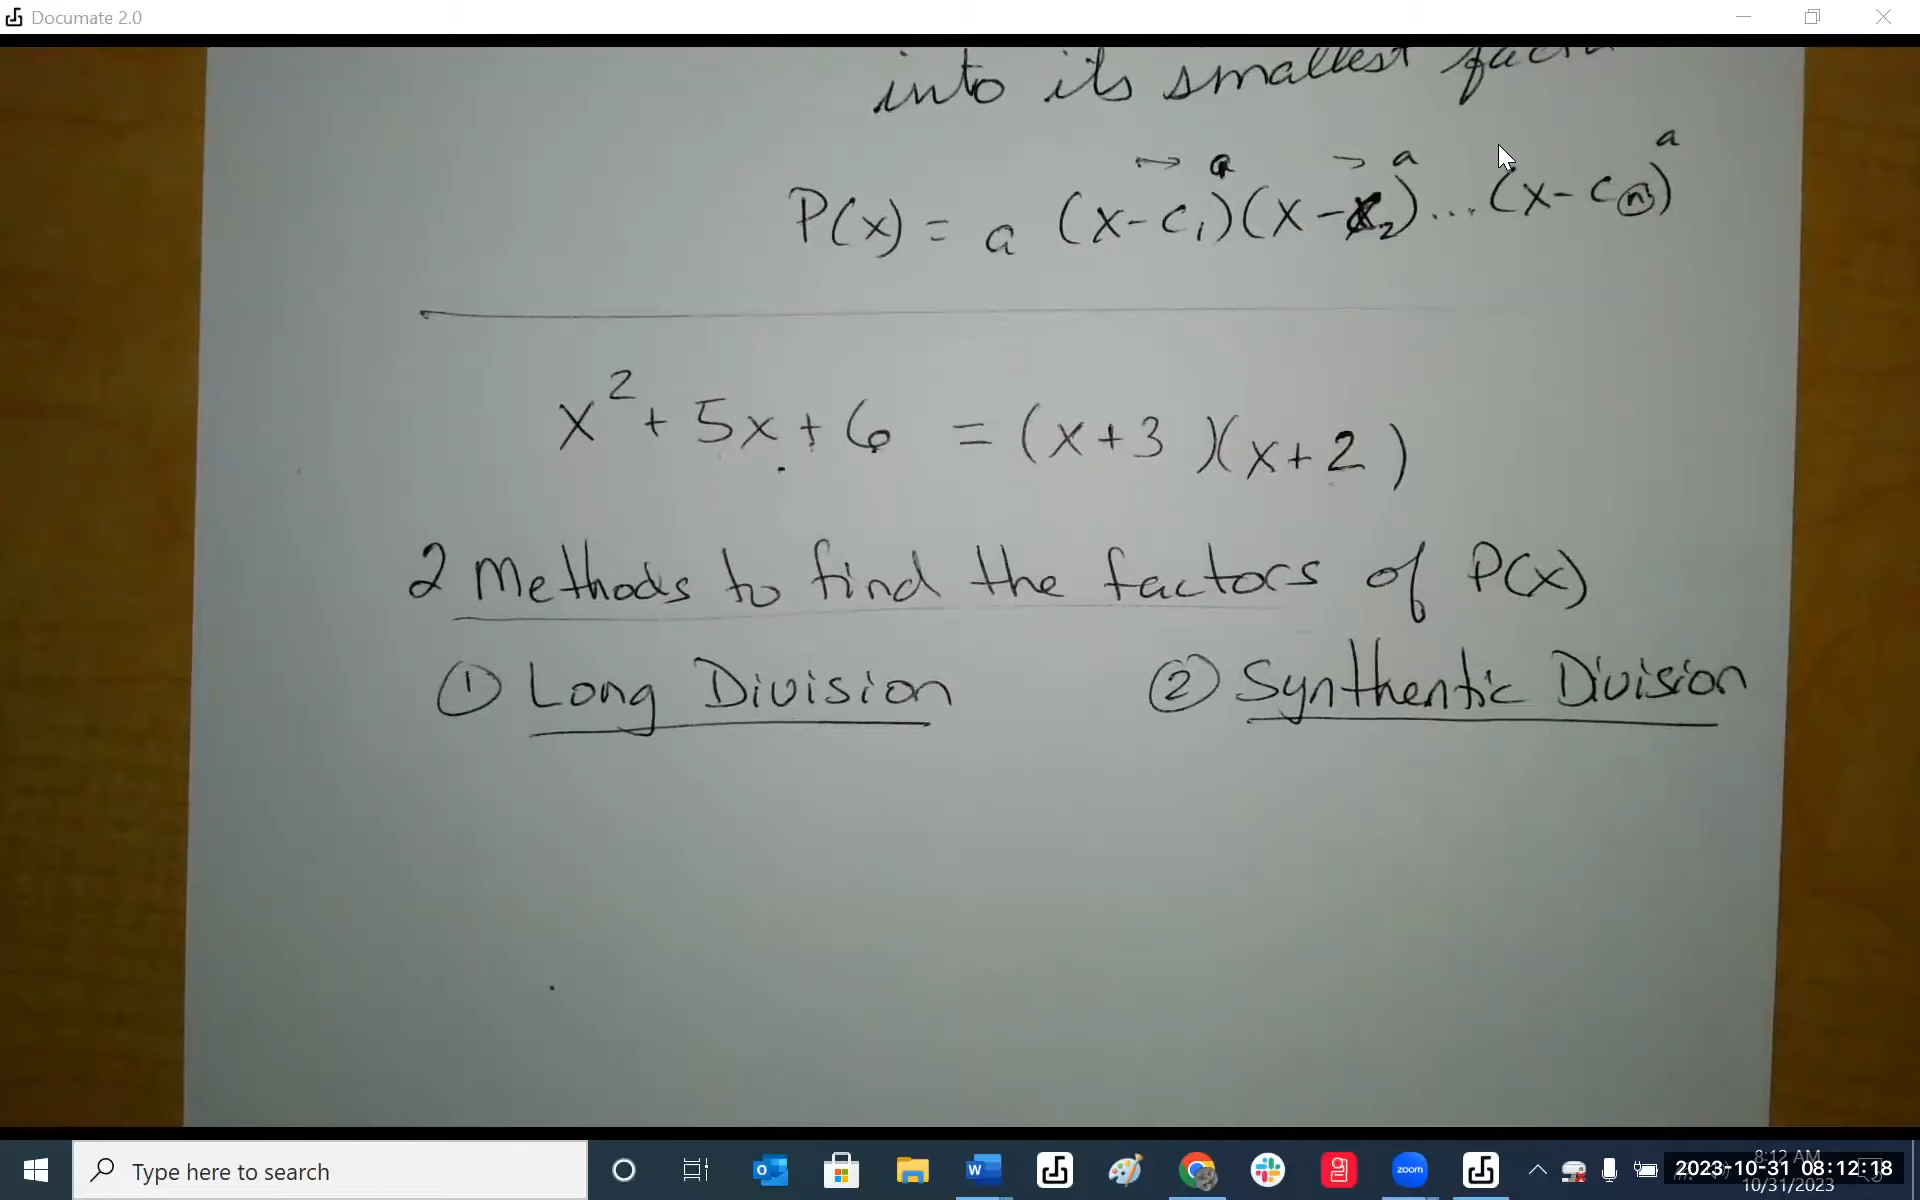 Documate 2.0
into its smallest
a a a
P(x) = a (x-c₁)(x-c₂)...(x-cₙ)
x² + 5x + 6 = (x+3)(x+2)
2 Methods to find the factors of P(x)
① Long Division ② Synthentic Division
Type here to search
zoom
8:12 AM
2023-10-31 08:12:18
10/31/2023